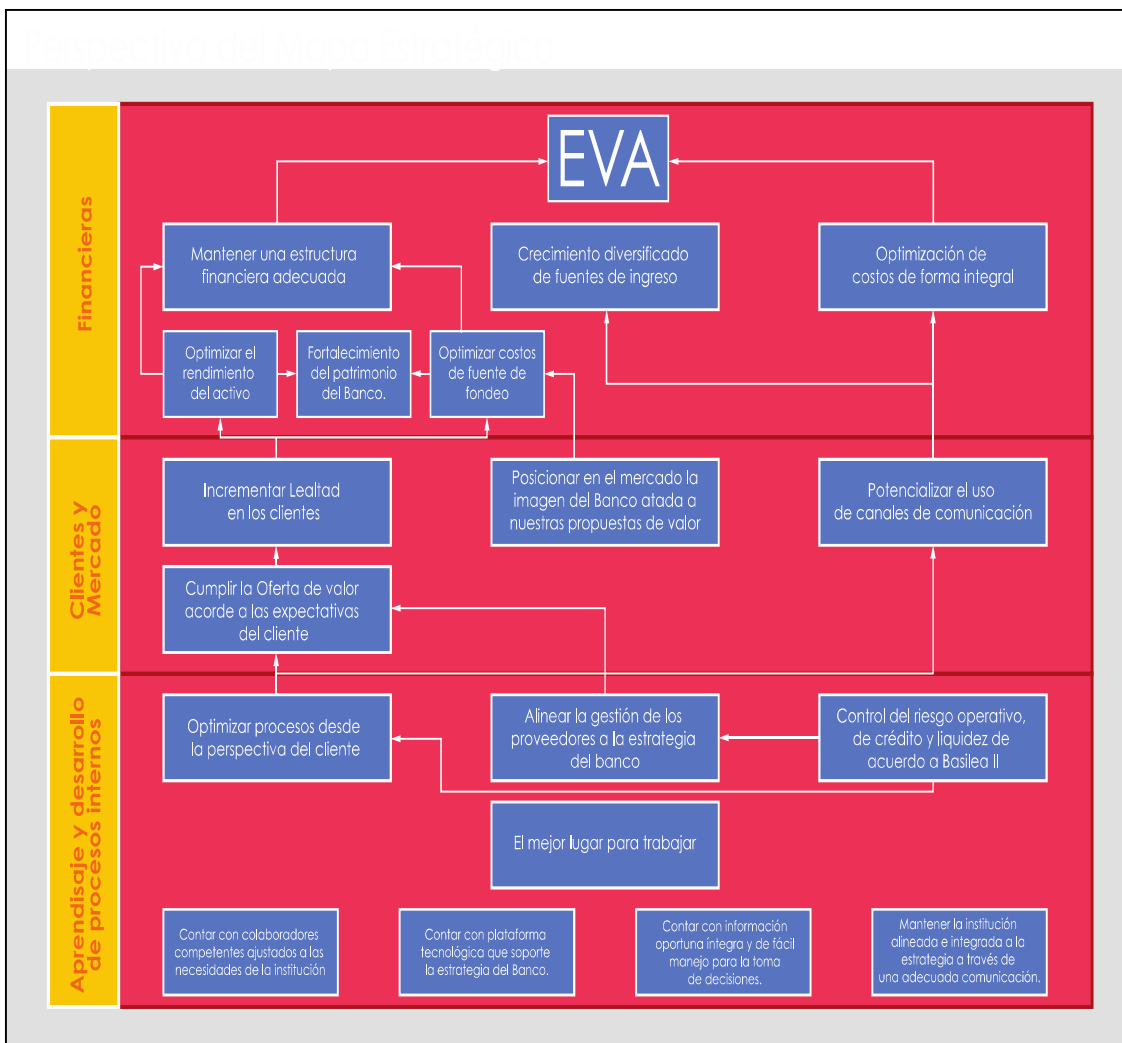 Perspectiva del Mapa Estratégico
Financieras
EVA
Mantener una estructura
financiera adecuada
Crecimiento diversificado
de fuentes de ingreso
Optimización de
costos de forma integral
Optimizar el
rendimiento
del activo
Fortalecimiento
del patrimonio
del Banco.
Optimizar costos
de fuente de
fondeo
Clientes y
Mercado
Incrementar Lealtad
en los clientes
Posicionar en el mercado la
imagen del Banco atada a
nuestras propuestas de valor
Potencializar el uso
de canales de comunicación
Cumplir la Oferta de valor
acorde a las expectativas
del cliente
Aprendisaje y desarrollo
de procesos internos
Optimizar procesos desde
la perspectiva del cliente
Alinear la gestión de los
proveedores a la estrategia
del banco
Control del riesgo operativo,
de crédito y liquidez de
acuerdo a Basilea II
El mejor lugar para trabajar
Contar con colaboradores
competentes ajustados a las
necesidades de la institución
Contar con plataforma
tecnológica que soporte
la estrategia del Banco.
Contar con información
oportuna íntegra y de fácil
manejo para la toma
de decisiones.
Mantener la institución
alineada e integrada a la
estrategia a través de
una adecuada comunicación.